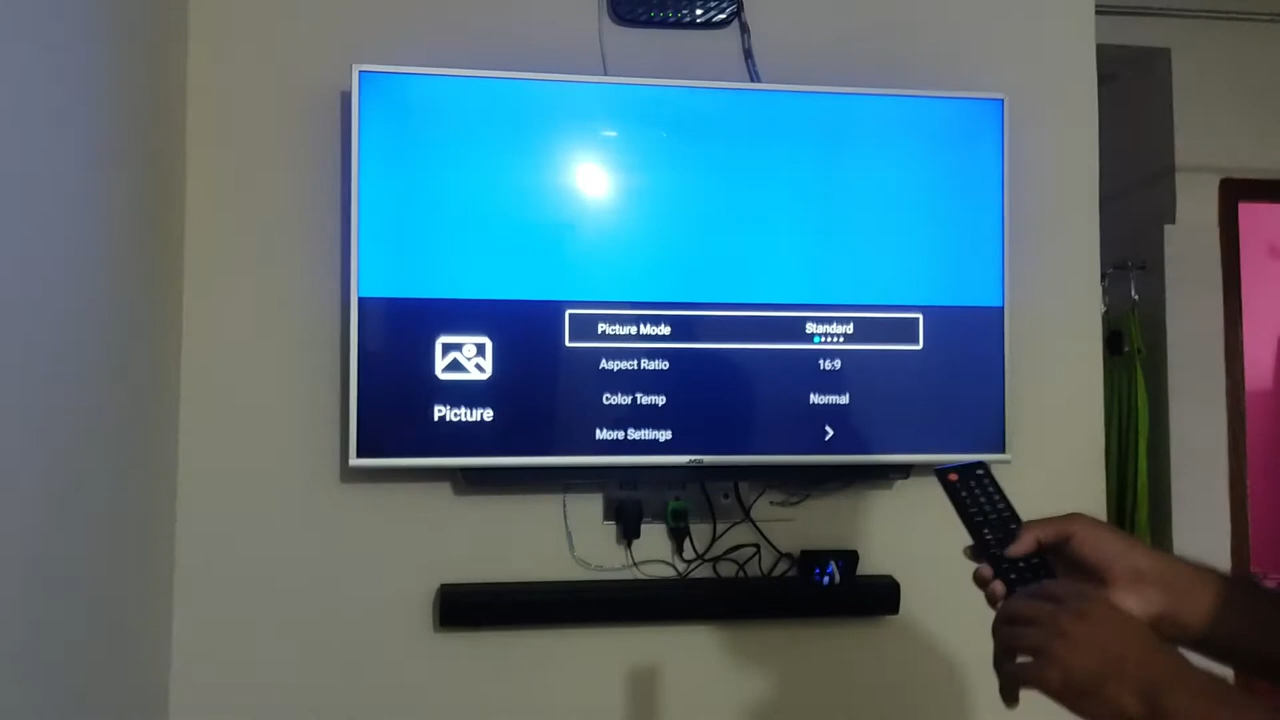 Picture Mode Standard
Aspect Ratio 16:9
Color Temp Normal
More Settings >
Picture